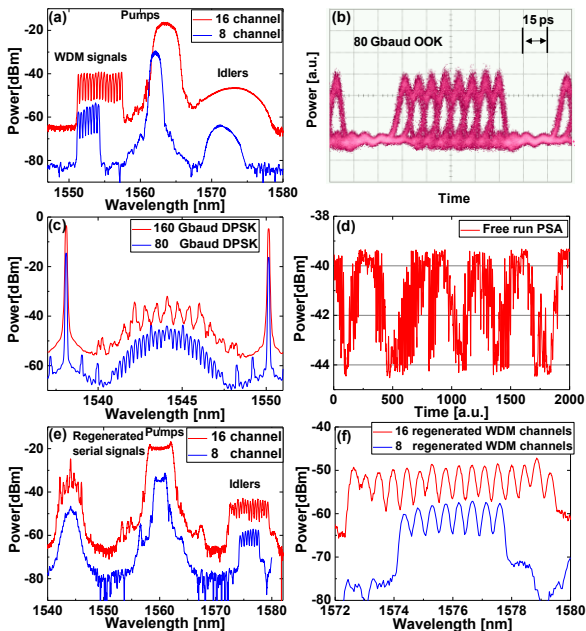 (a)
Pumps
16 channel
8 channel
WDM signals
Idlers
Power[dBm]
0
-20
-40
-60
-80
1550
1560
1570
1580
Wavelength [nm]
(b)
15 ps
80 Gbaud OOK
Power [a.u.]
Time
(c)
160 Gbaud DPSK
80 Gbaud DPSK
Power[dBm]
0
-20
-40
-60
1540
1545
1550
Wavelength [nm]
(d)
Free run PSA
Power[dBm]
-38
-40
-42
-44
0
500
1000
1500
2000
Time [a.u.]
(e)
Regenerated
serial signals
Pumps
16 channel
8 channel
Idlers
Power[dBm]
0
-20
-40
-60
-80
1540
1550
1560
1570
1580
Wavelength [nm]
(f)
16 regenerated WDM channels
8 regenerated WDM channels
Power[dBm]
-40
-50
-60
-70
-80
1572
1574
1576
1578
1580
Wavelength [nm]